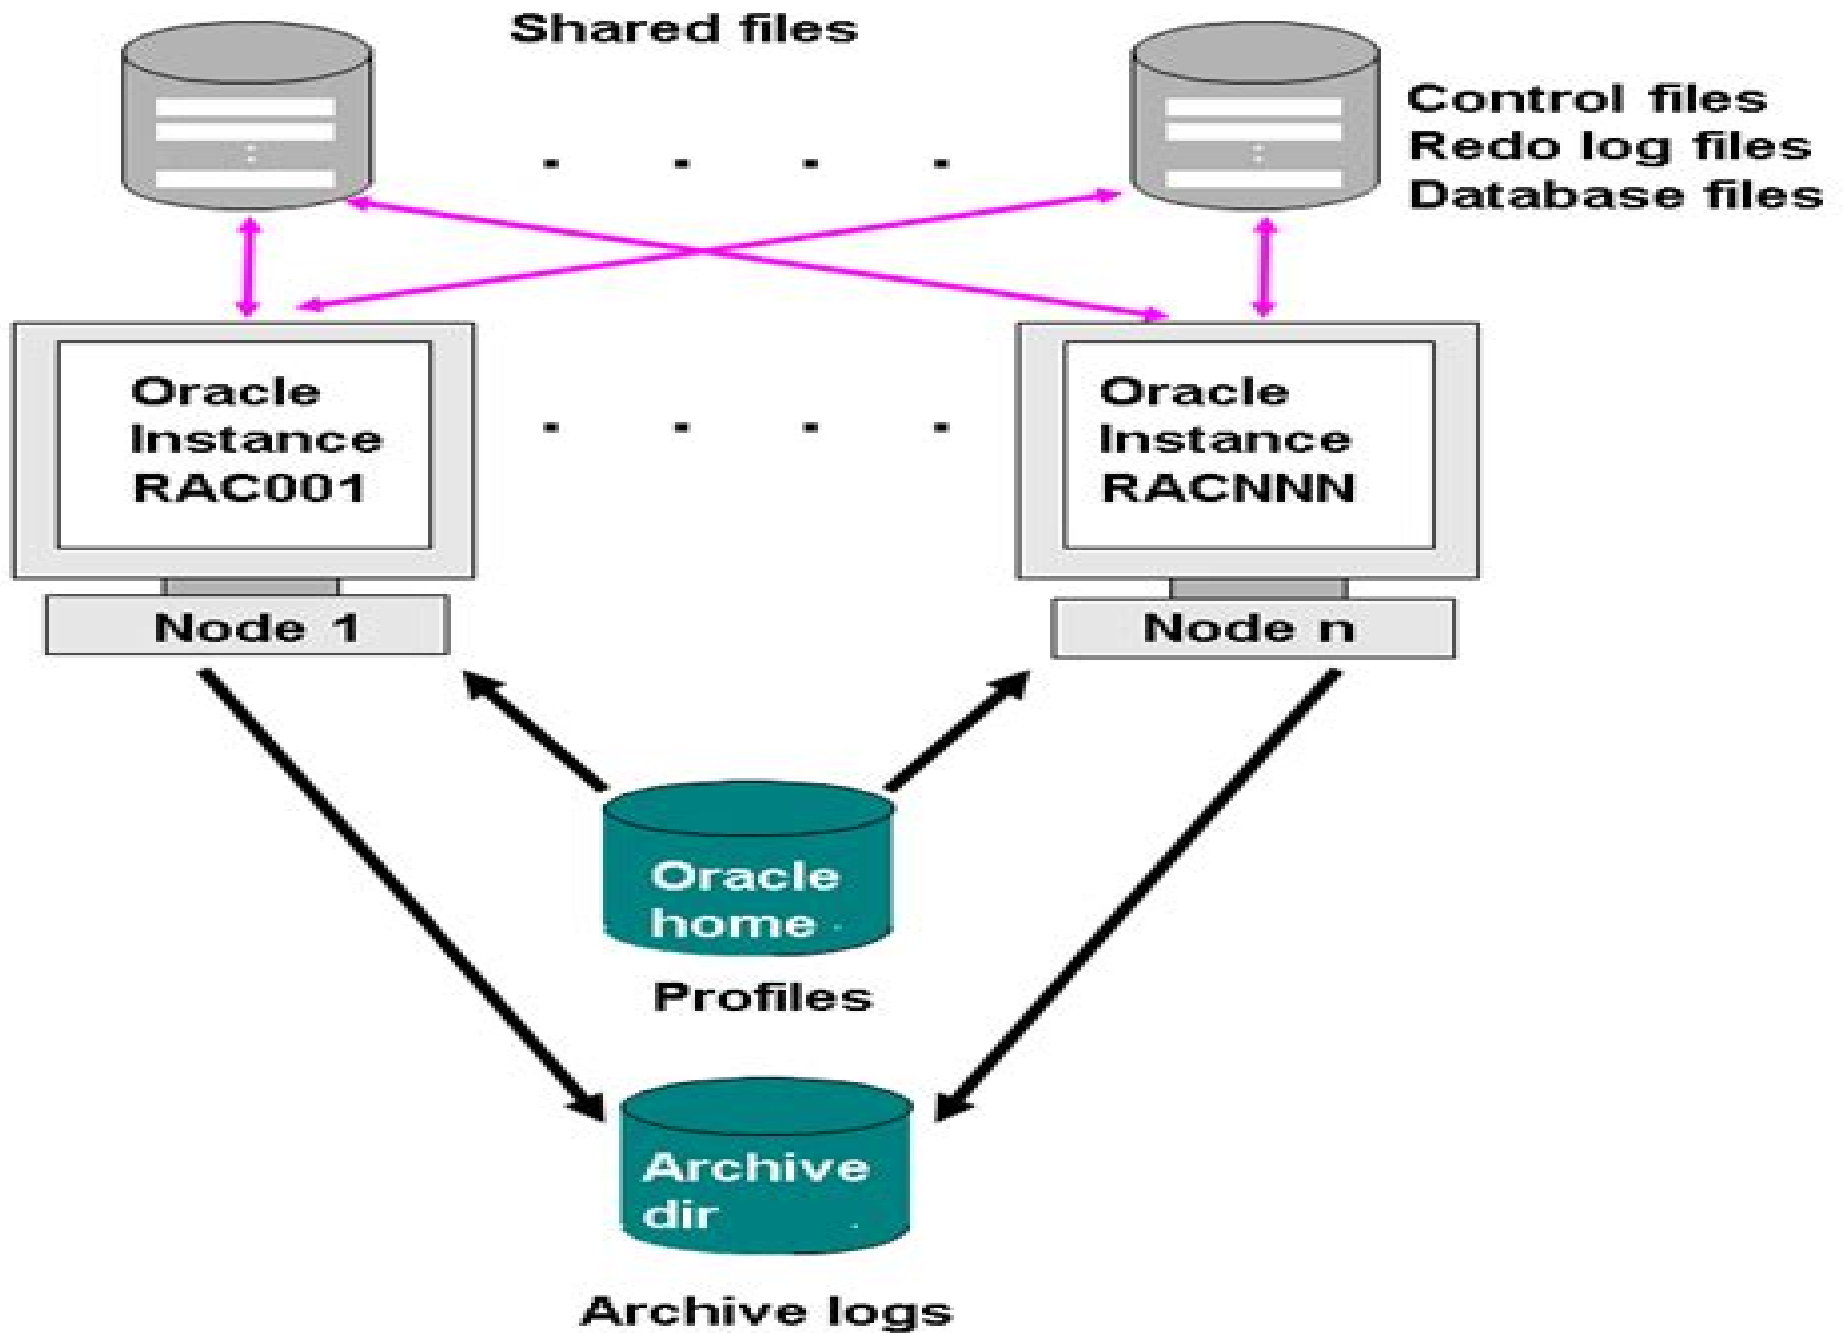 Shared files
Control files
Redo log files
Database files
Oracle
Instance
RAC001
Oracle
Instance
RACNNN
Node 1
Node n
Oracle
home
Profiles
Archive
dir
Archive logs